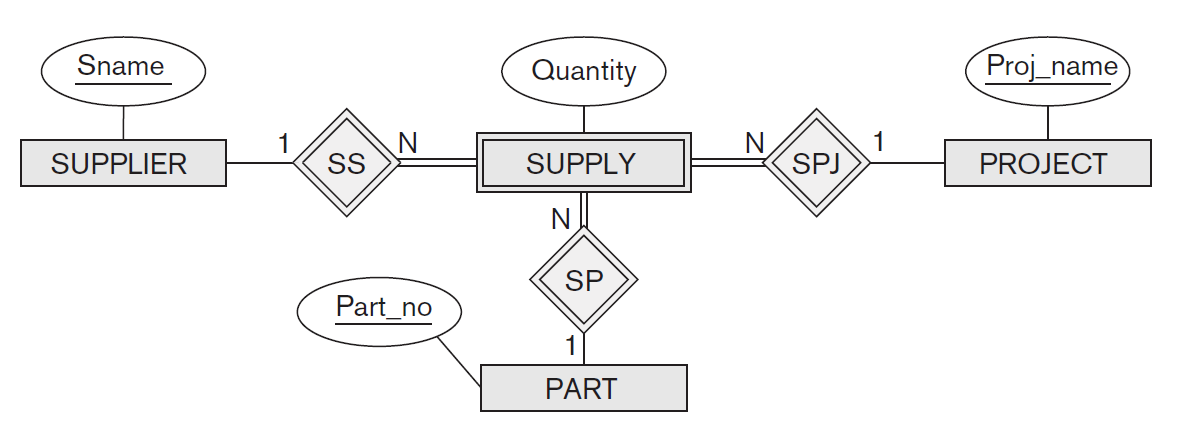 Sname
Quantity
Proj_name
SUPPLIER
1
SS
N
SUPPLY
N
SPJ
1
PROJECT
N
SP
Part_no
1
PART